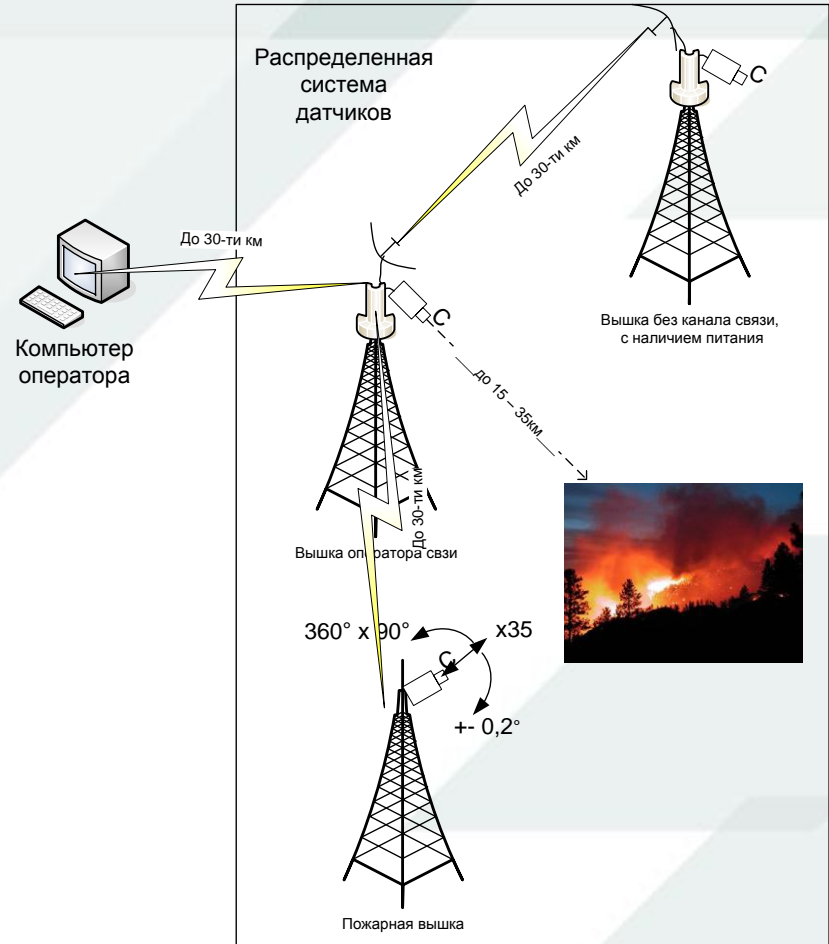 Распределенная
система
датчиков
До 30-ти км
До 30-ти км
Компьютер
оператора
Вышка без канала связи,
с наличием питания
до 15 – 35км
До 30-ти км
Вышка оператора свзи
360° x 90°
x35
+- 0,2°
Пожарная вышка